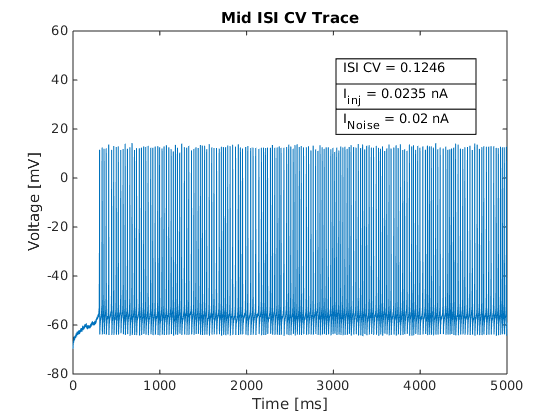 Mid ISI CV Trace
60
40
20
0
-20
-40
-60
-80
Voltage [mV]
ISI CV = 0.1246
Iinj = 0.0235 nA
INoise = 0.02 nA
0
1000
2000
3000
4000
5000
Time [ms]